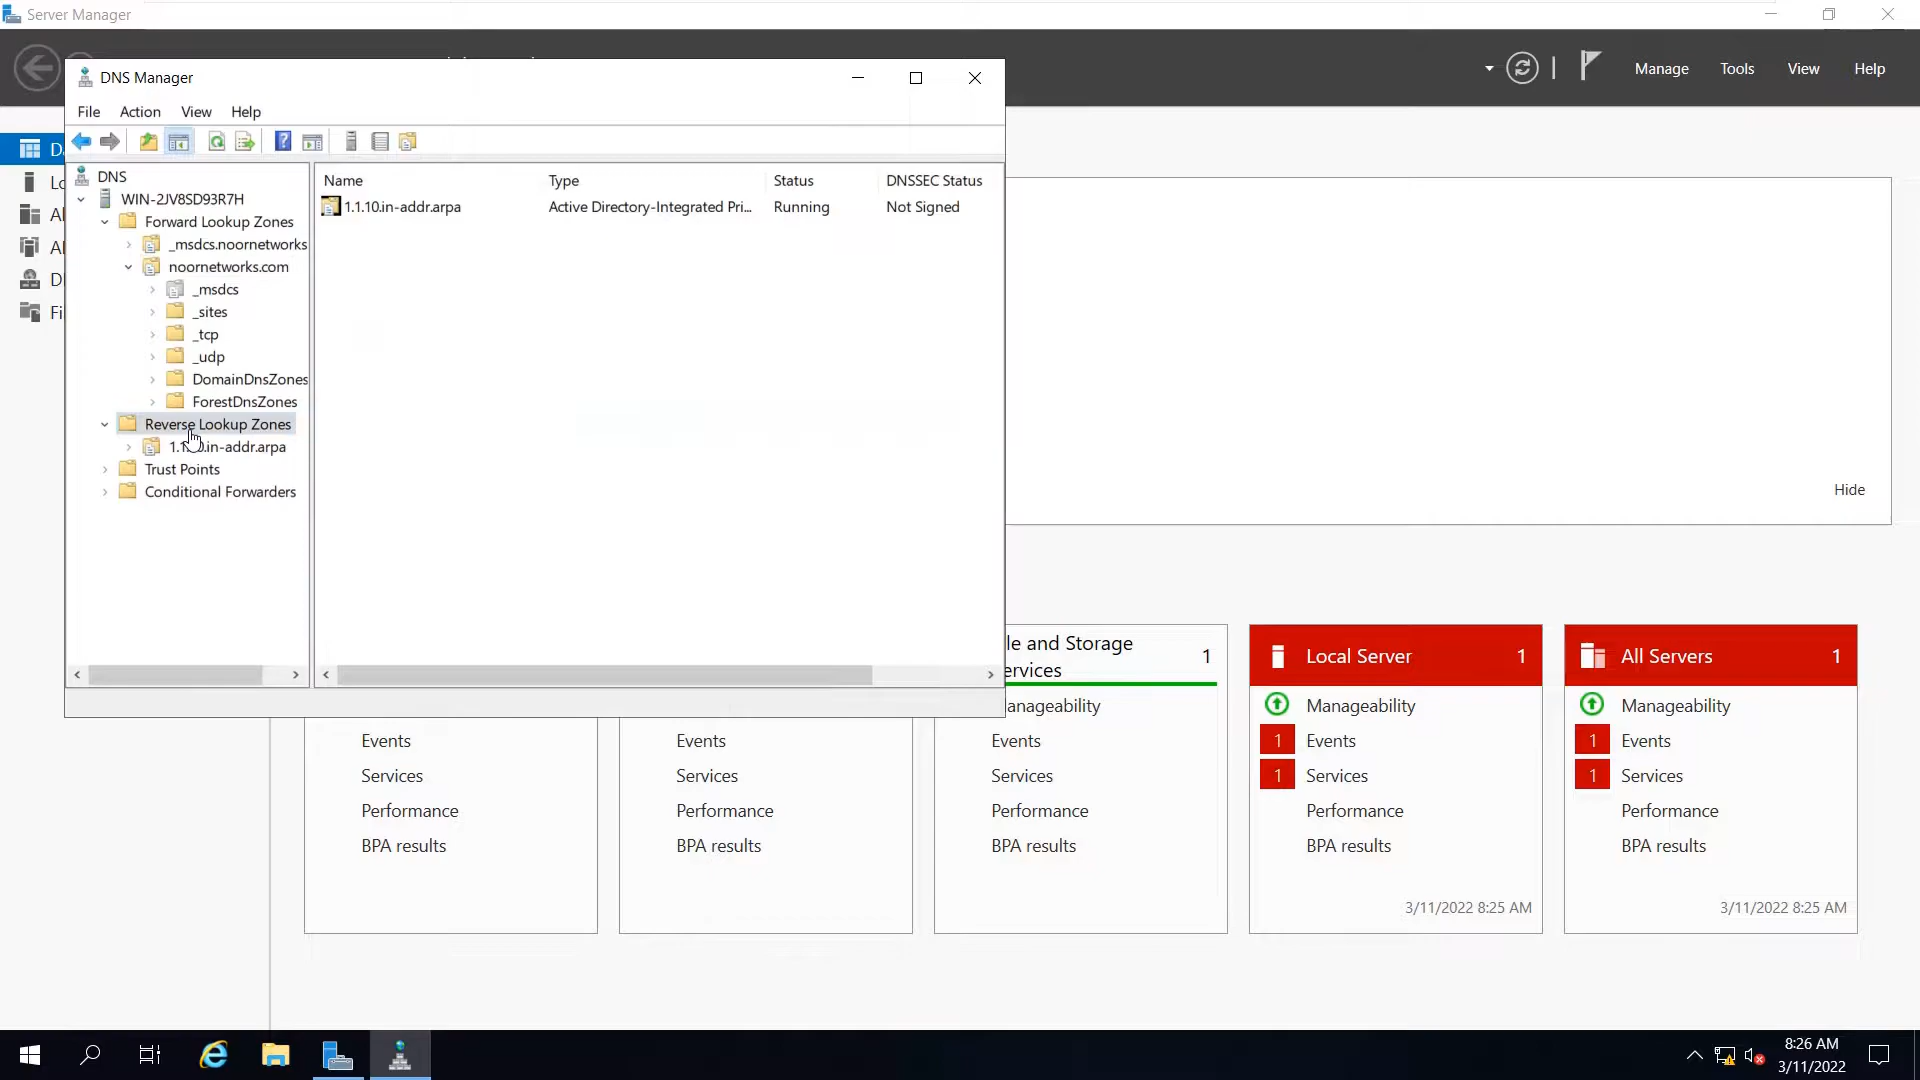 Server Manager
Manage
Tools
View
Help
DNS Manager
File
Action
View
Help
DNS
WIN-2JV8SD93R7H
Forward Lookup Zones
_msdcs.noornetworks
noornetworks.com
_msdcs
_sites
_tcp
_udp
DomainDnsZones
ForestDnsZones
Reverse Lookup Zones
in-addr.arpa
Trust Points
Conditional Forwarders
Name
Type
Status
DNSSEC Status
1.1.10.in-addr.arpa
Active Directory-Integrated Pri...
Running
Not Signed
Hide
Events
Services
Performance
BPA results
Events
Services
Performance
BPA results
le and Storage
ervices
1
anageability
Events
Services
Performance
BPA results
Local Server
1
Manageability
1 Events
1 Services
Performance
BPA results
3/11/2022 8:25 AM
All Servers
1
Manageability
1 Events
1 Services
Performance
BPA results
3/11/2022 8:25 AM
8:26 AM
3/11/2022